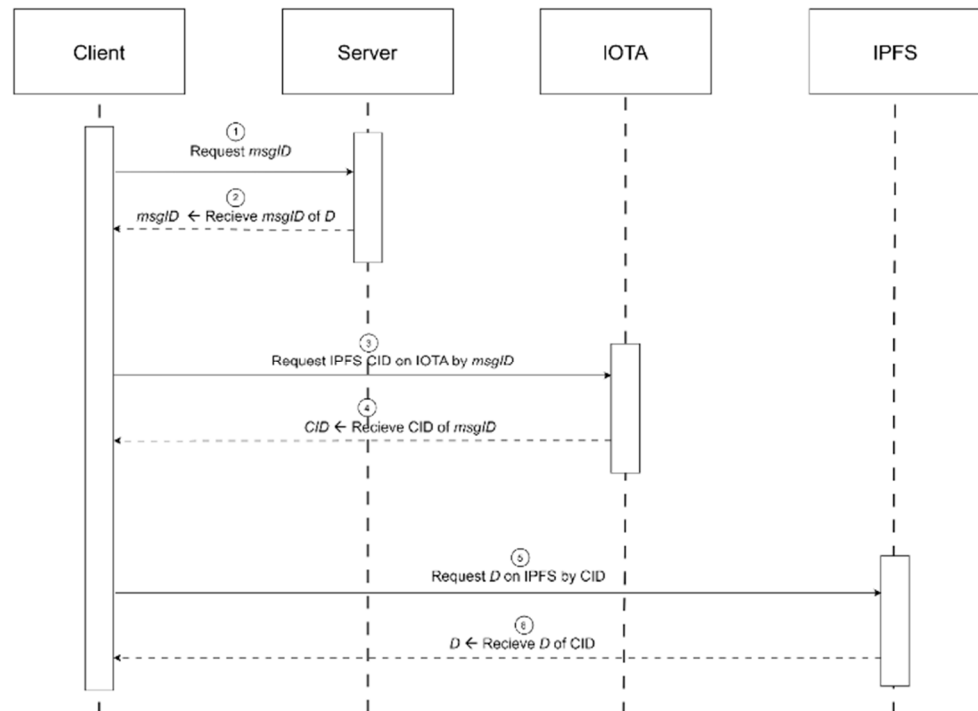 Client
Server
IOTA
IPFS
1
Request msgID
2
msgID ← Recieve msgID of D
3
Request IPFS CID on IOTA by msgID
4
CID ← Recieve CID of msgID
5
Request D on IPFS by CID
6
D ← Recieve D of CID